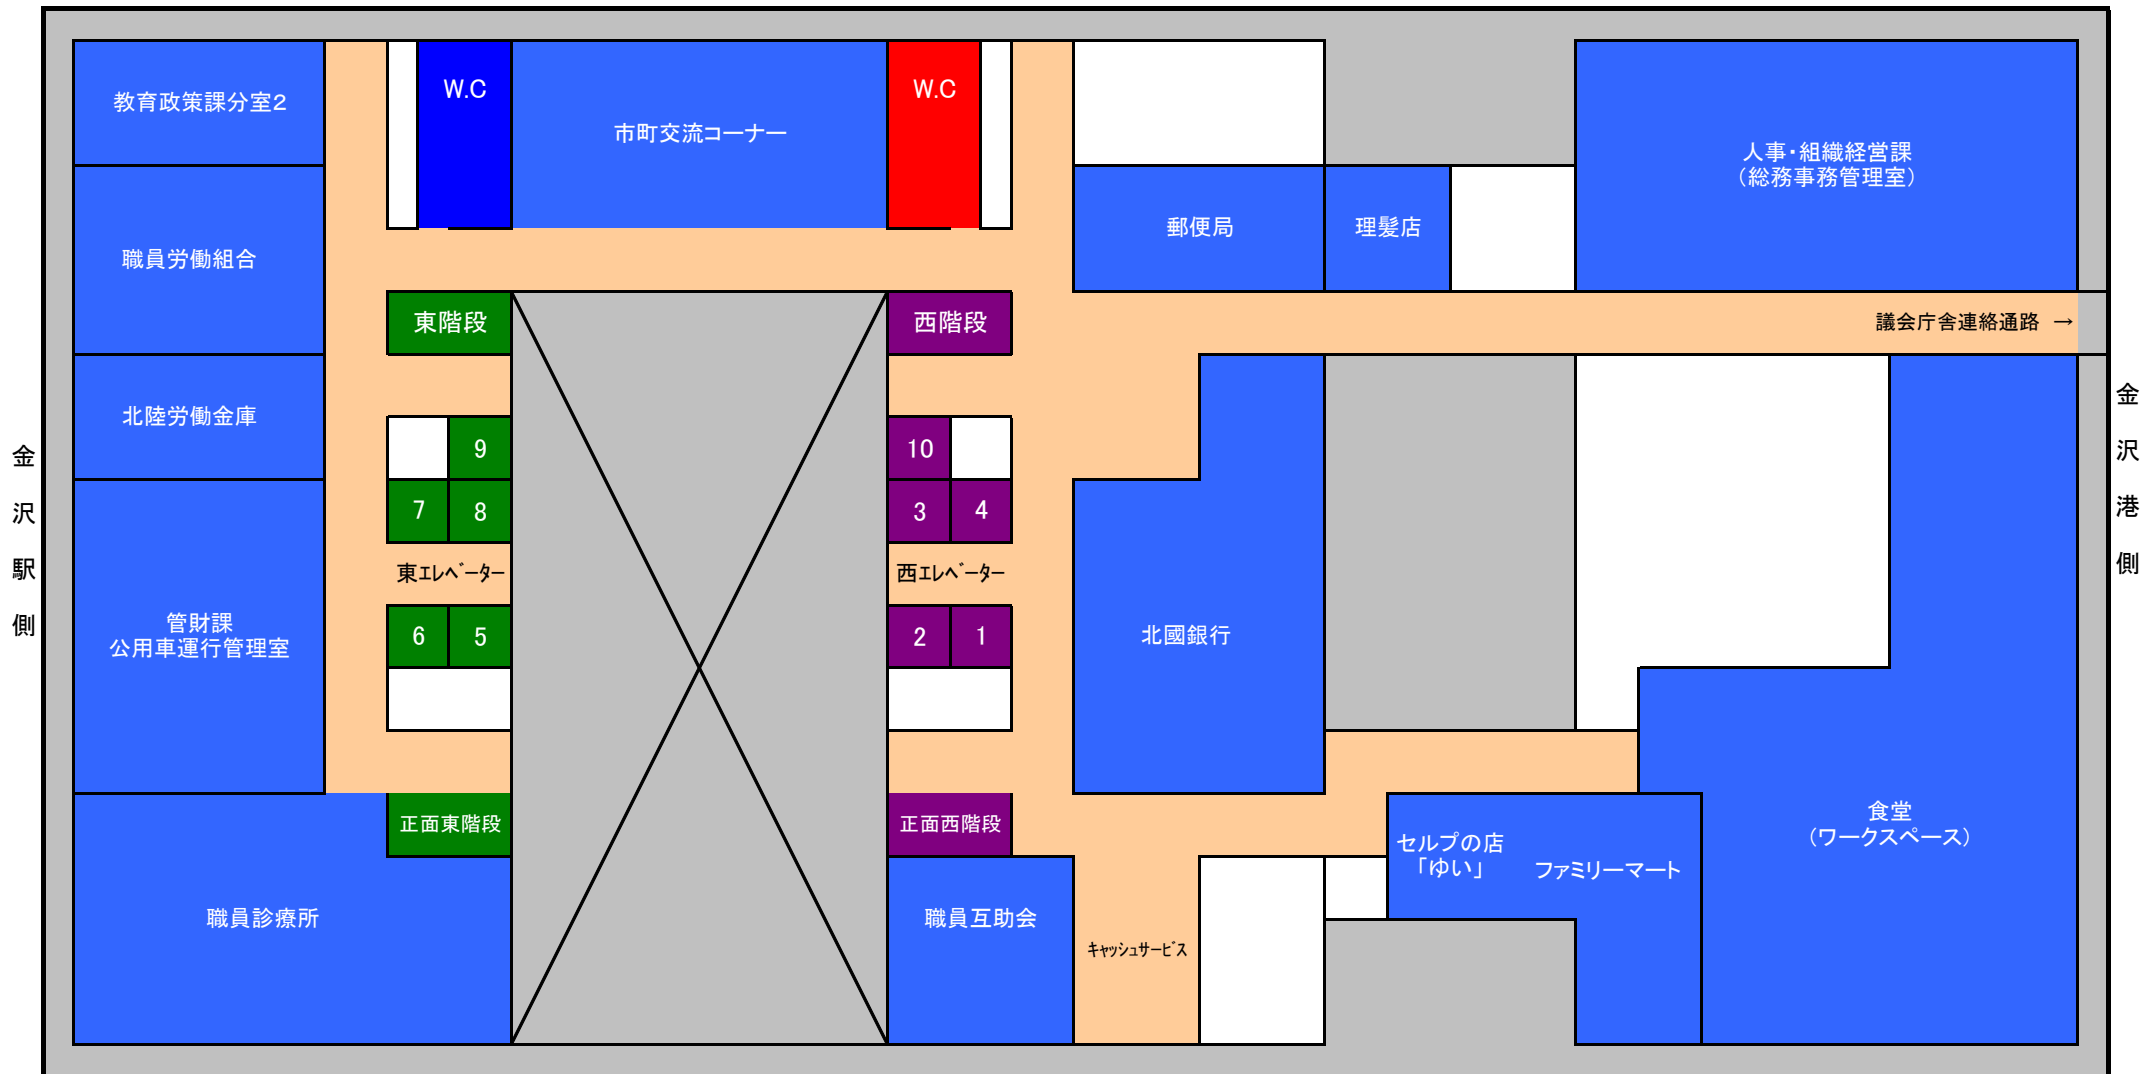 W.C
W.C
教育政策課分室2
市町交流コーナー
人事・組織経営課
（総務事務管理室）
郵便局
理髪店
職員労働組合
東階段
西階段
議会庁舎連絡通路 →
北陸労働金庫
9
10
7
8
3
4
東エレベーター
西エレベーター
6
5
2
1
管財課
公用車運行管理室
北國銀行
金沢駅側
金沢港側
正面東階段
正面西階段
食堂
（ワークスペース）
セルプの店
「ゆい」
ファミリーマート
職員診療所
職員互助会
キャッシュサービス